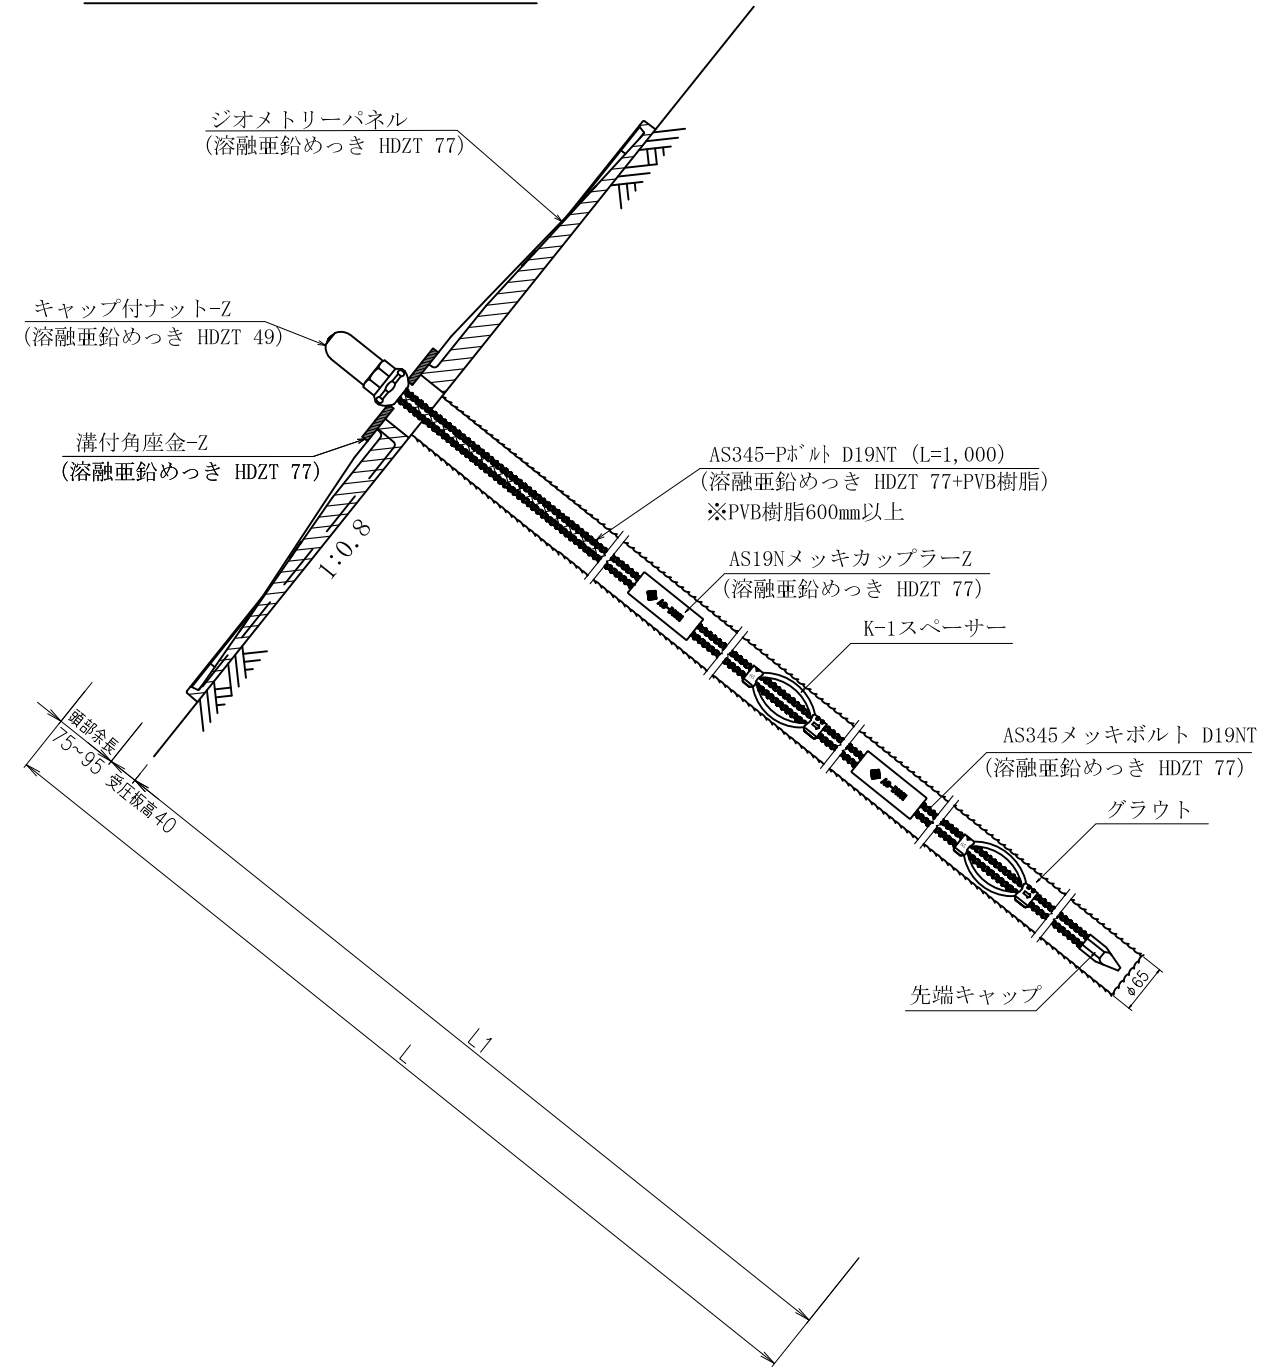 ジオメトリーパネル
(溶融亜鉛めっき HDZT 77)
キャップ付ナット-Z
(溶融亜鉛めっき HDZT 49)
溝付角座金-Z
(溶融亜鉛めっき HDZT 77)
1:0.8
AS345-Pﾎﾞﾙﾄ D19NT (L=1,000)
(溶融亜鉛めっき HDZT 77+PVB樹脂)
※PVB樹脂600mm以上
AS19NメッキカップラーZ
(溶融亜鉛めっき HDZT 77)
K-1スペーサー
AS345メッキボルト D19NT
(溶融亜鉛めっき HDZT 77)
グラウト
先端キャップ
φ65
頭部余長
75~95
受圧板高40
L1
L